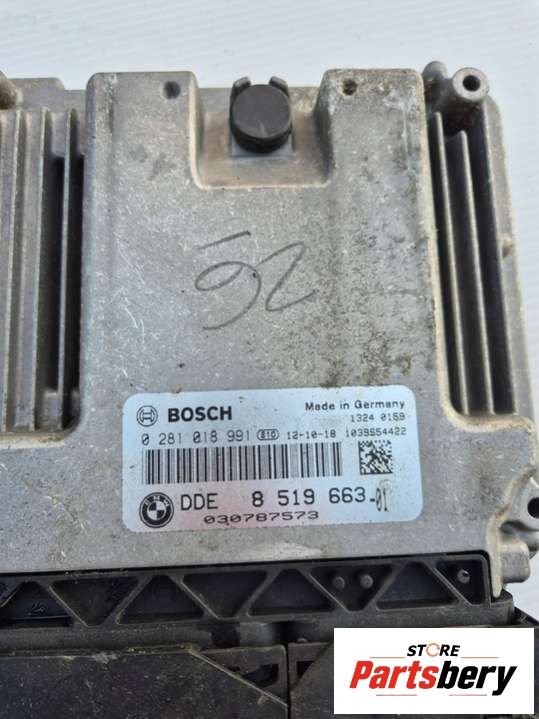 52
BOSCH Made in Germany
1324 0159
0 281 018 991 12-10-18 1039S54422
BMW
DDE 8 519 663-01
030787573
STORE
Partsbery